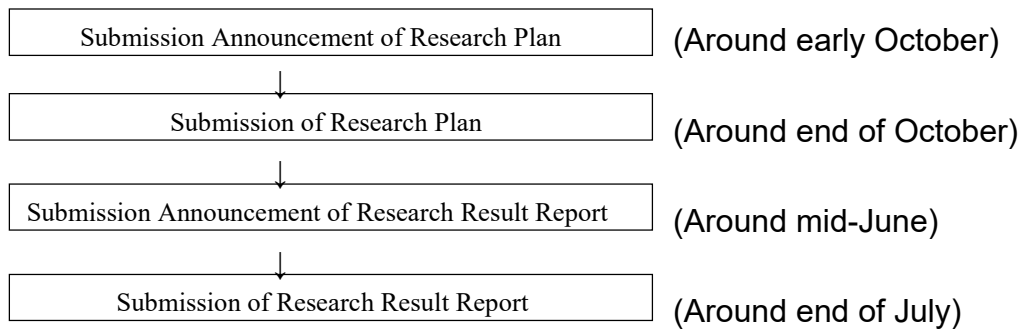 Submission Announcement of Research Plan (Around early October)
↓
Submission of Research Plan (Around end of October)
↓
Submission Announcement of Research Result Report (Around mid-June)
↓
Submission of Research Result Report (Around end of July)